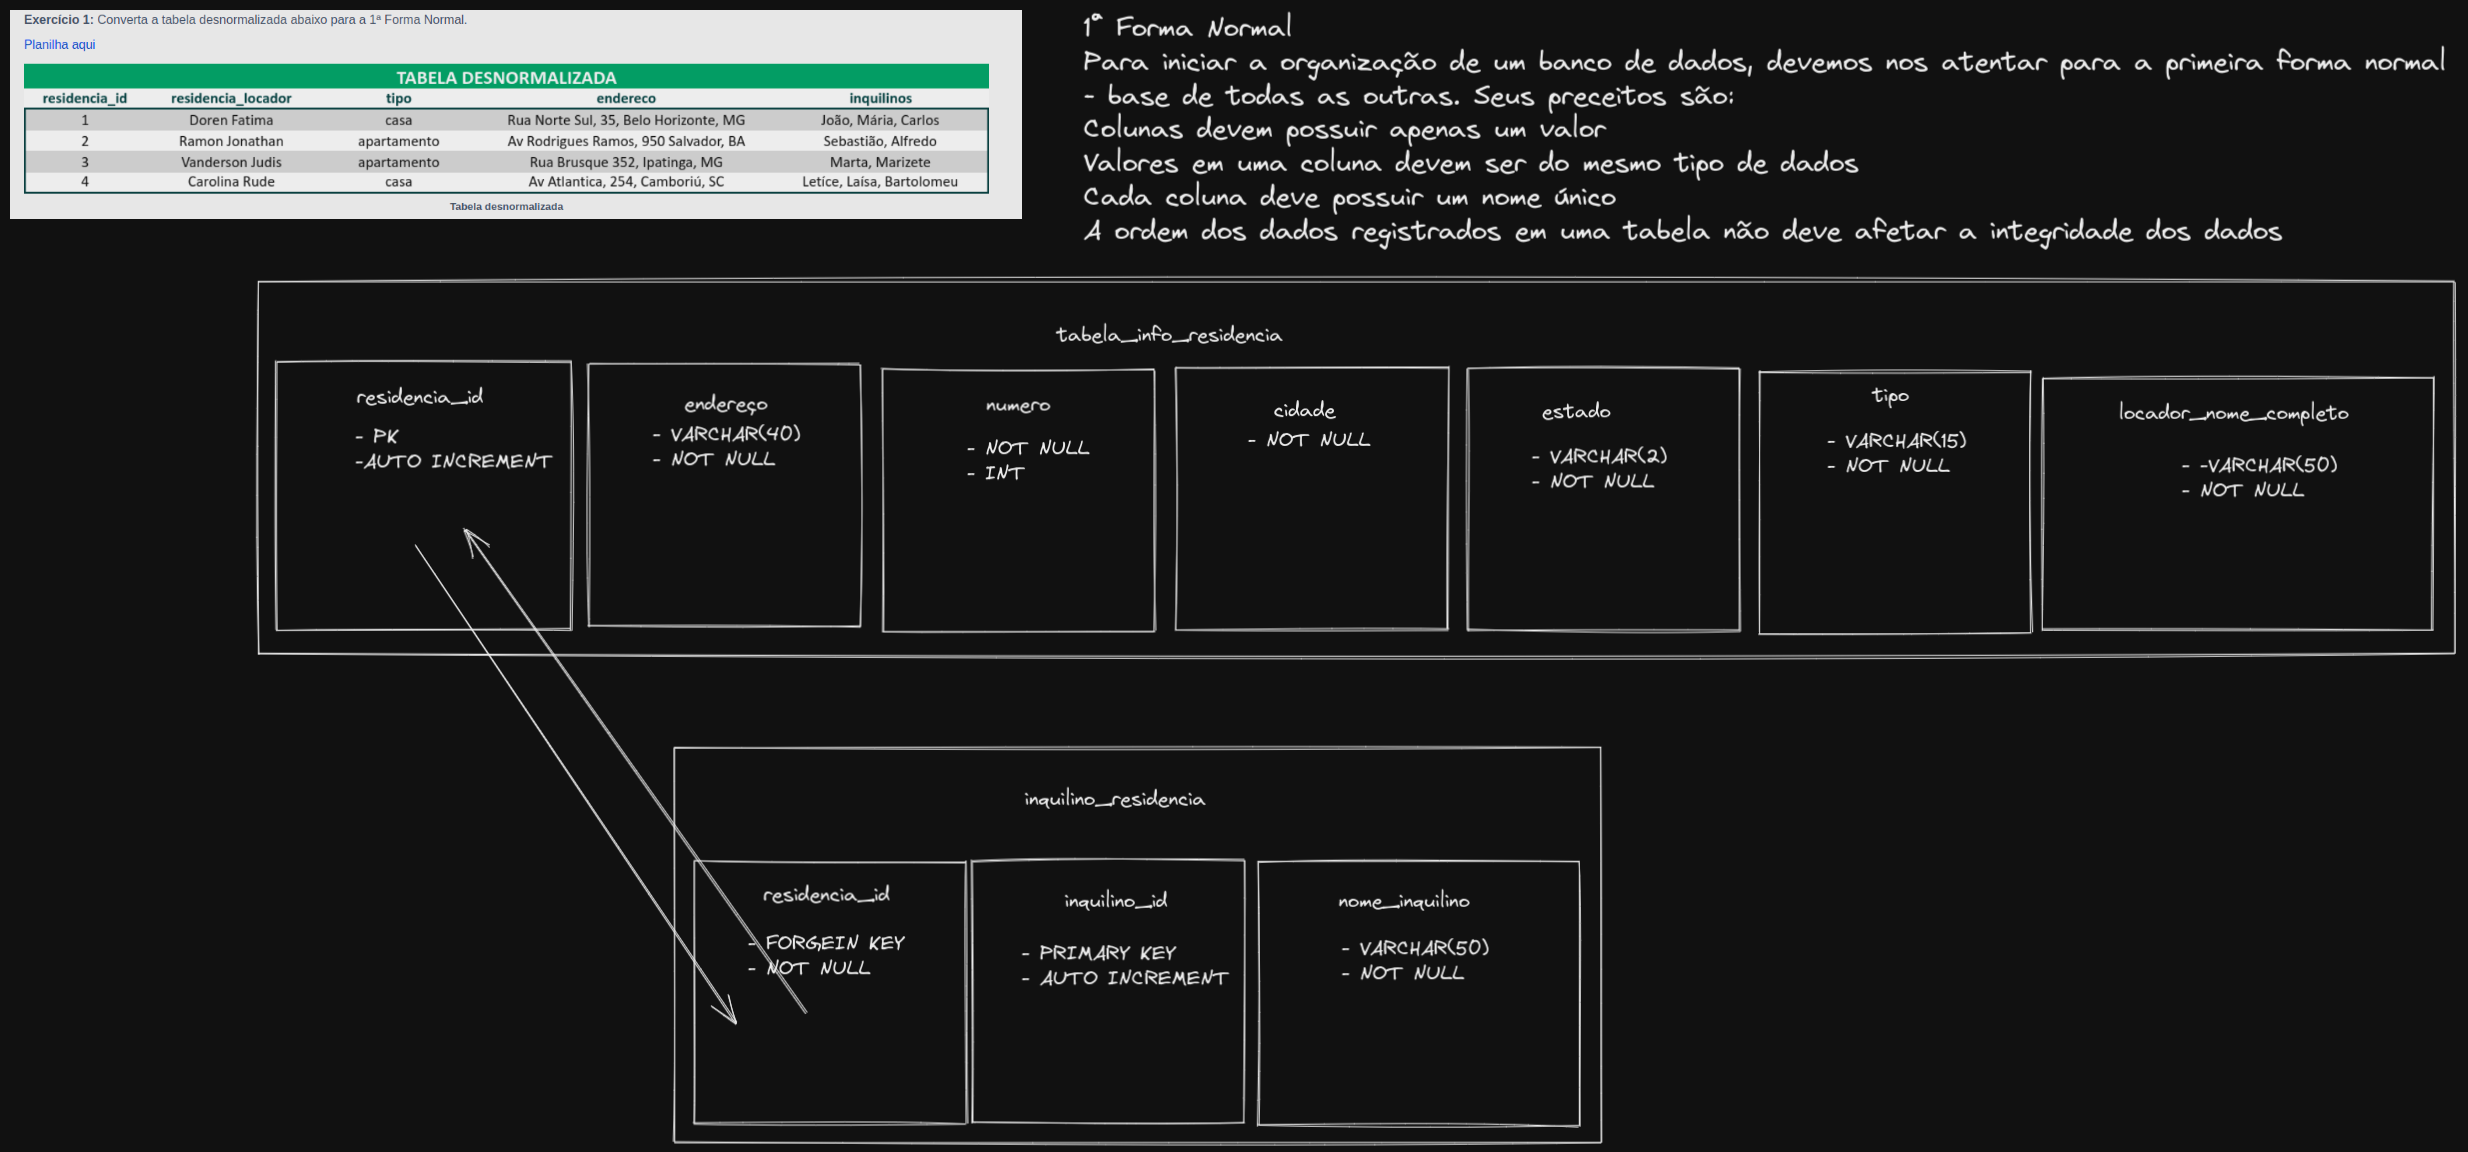 Exercício 1: Converta a tabela desnormalizada abaixo para a 1ª Forma Normal.
Planilha aqui
TABELA DESNORMALIZADA
residencia_id residencia_locador tipo endereco inquilinos
1 Doren Fatima casa Rua Norte Sul, 35, Belo Horizonte, MG João, Mária, Carlos
2 Ramon Jonathan apartamento Av Rodrigues Ramos, 950 Salvador, BA Sebastião, Alfredo
3 Vanderson Judis apartamento Rua Brusque 352, Ipatinga, MG Marta, Marizete
4 Carolina Rude casa Av Atlantica, 254, Camboriú, SC Letíce, Laísa, Bartolomeu
Tabela desnormalizada
1ª Forma Normal
Para iniciar a organização de um banco de dados, devemos nos atentar para a primeira forma normal
- base de todas as outras. Seus preceitos são:
Colunas devem possuir apenas um valor
Valores em uma coluna devem ser do mesmo tipo de dados
Cada coluna deve possuir um nome único
A ordem dos dados registrados em uma tabela não deve afetar a integridade dos dados
tabela_info_residencia
residencia_id
- PK
-AUTO INCREMENT
endereço
- VARCHAR(40)
- NOT NULL
numero
- NOT NULL
- INT
cidade
- NOT NULL
estado
- VARCHAR(2)
- NOT NULL
tipo
- VARCHAR(15)
- NOT NULL
locador_nome_completo
- -VARCHAR(50)
- NOT NULL
inquilino_residencia
residencia_id
- FORGEIN KEY
- NOT NULL
inquilino_id
- PRIMARY KEY
- AUTO INCREMENT
nome_inquilino
- VARCHAR(50)
- NOT NULL